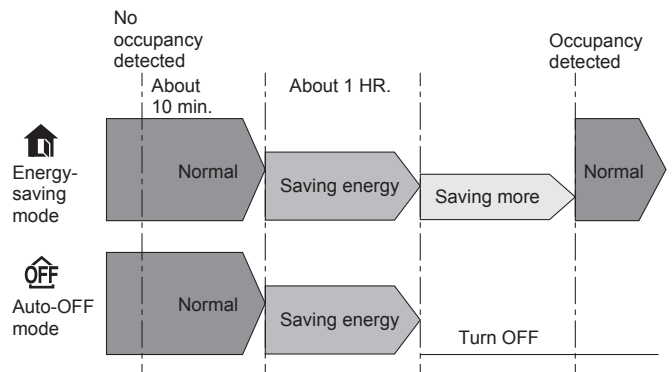 No
occupancy
detected
Occupancy
detected
About
10 min.
About 1 HR.
Energy-
saving
mode
Normal
Saving energy
Saving more
Normal
OFF
Auto-OFF
mode
Normal
Saving energy
Turn OFF